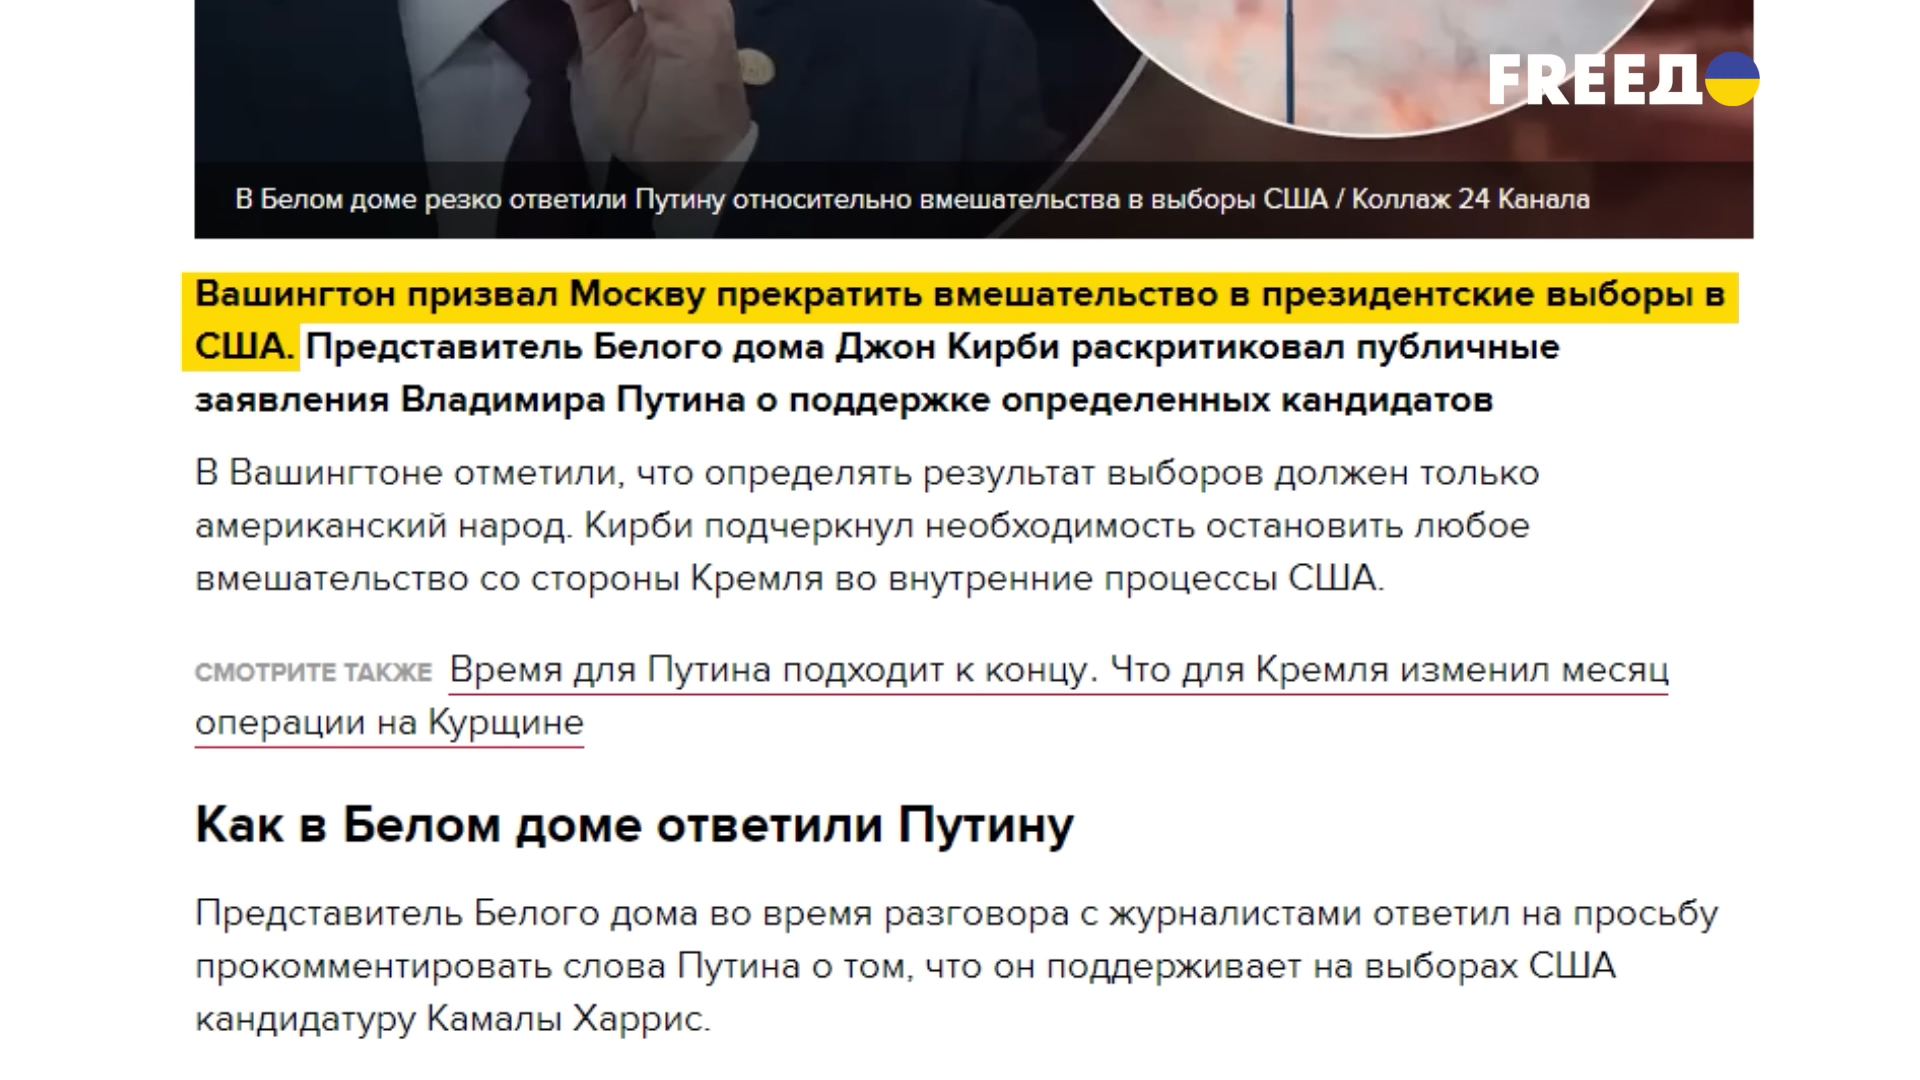 FREEДО
В Белом доме резко ответили Путину относительно вмешательства в выборы США / Коллаж 24 Канала
Вашингтон призвал Москву прекратить вмешательство в президентские выборы в
США. Представитель Белого дома Джон Кирби раскритиковал публичные
заявления Владимира Путина о поддержке определенных кандидатов
В Вашингтоне отметили, что определять результат выборов должен только
американский народ. Кирби подчеркнул необходимость остановить любое
вмешательство со стороны Кремля во внутренние процессы США.
СМОТРИТЕ ТАКЖЕ Время для Путина подходит к концу. Что для Кремля изменил месяц
операции на Курщине
Как в Белом доме ответили Путину
Представитель Белого дома во время разговора с журналистами ответил на просьбу
прокомментировать слова Путина о том, что он поддерживает на выборах США
кандидатуру Камалы Харрис.